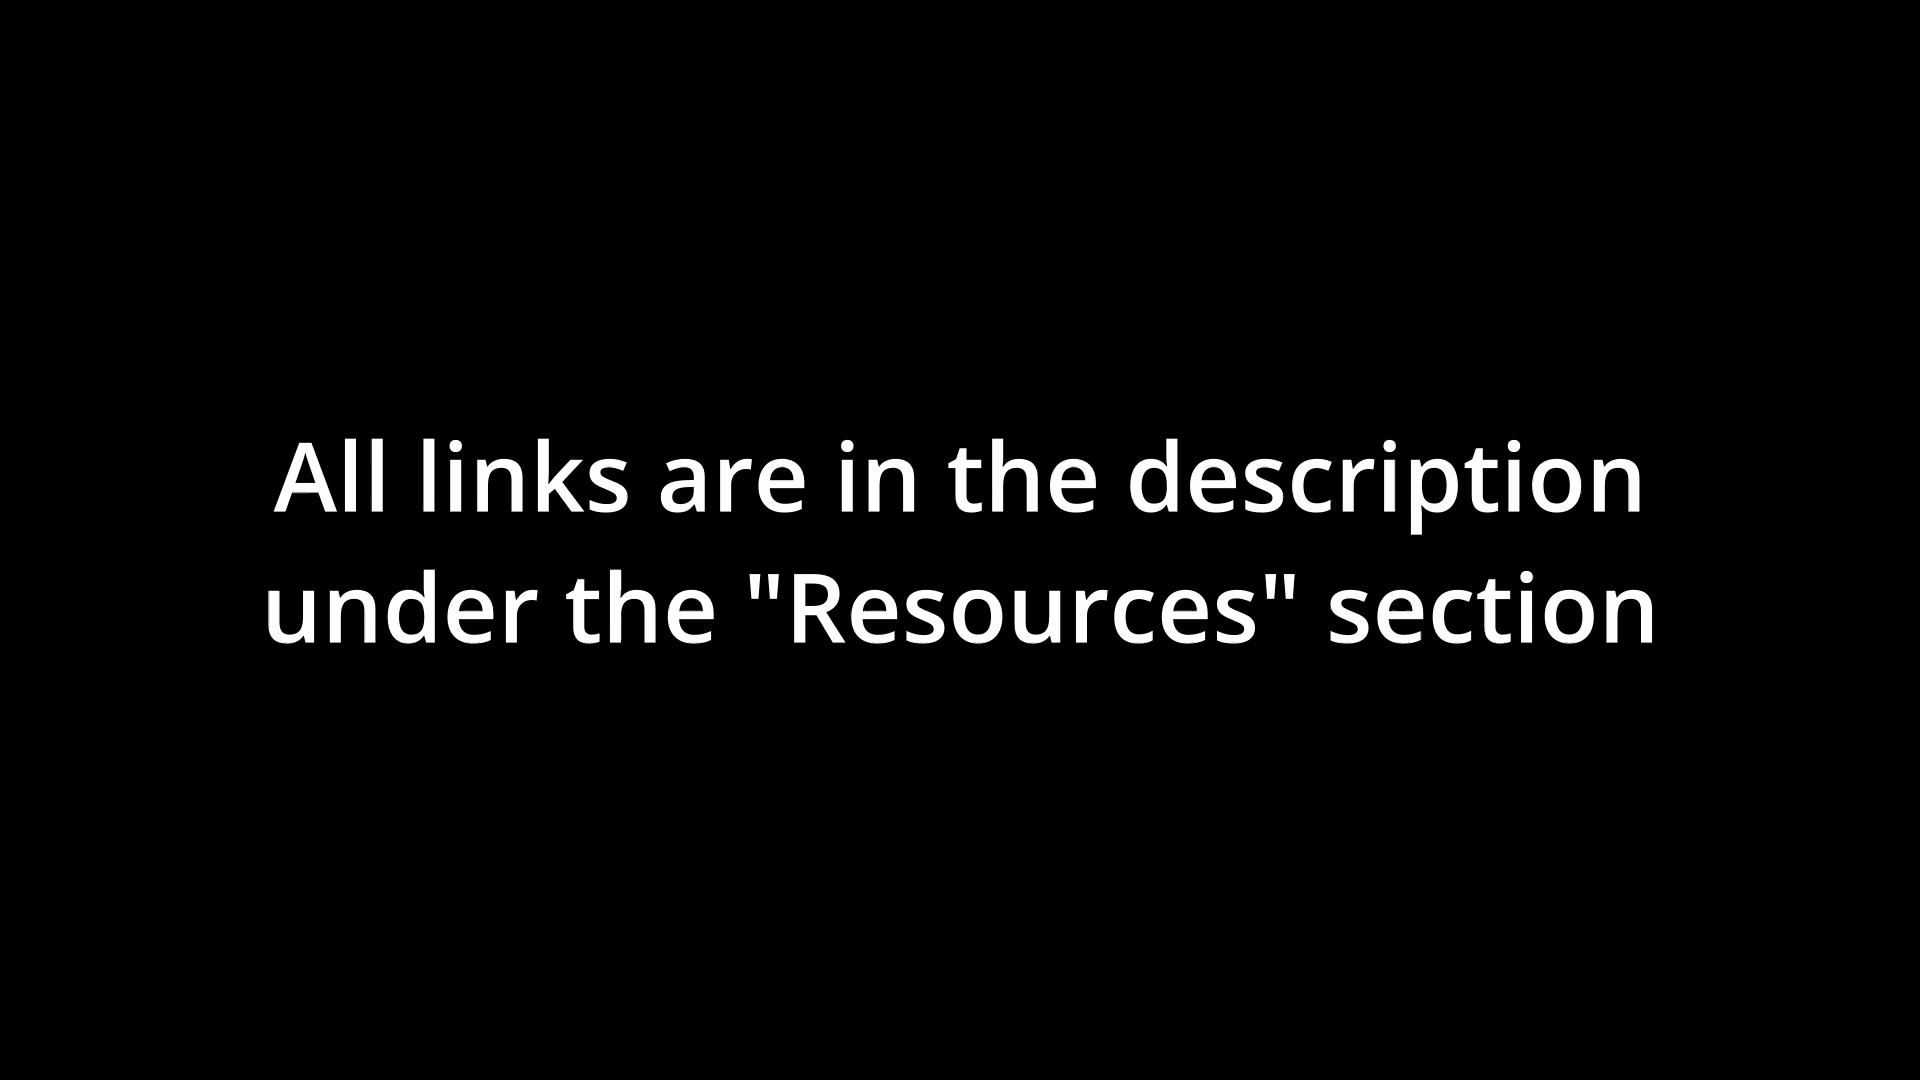 All links are in the description
under the "Resources" section